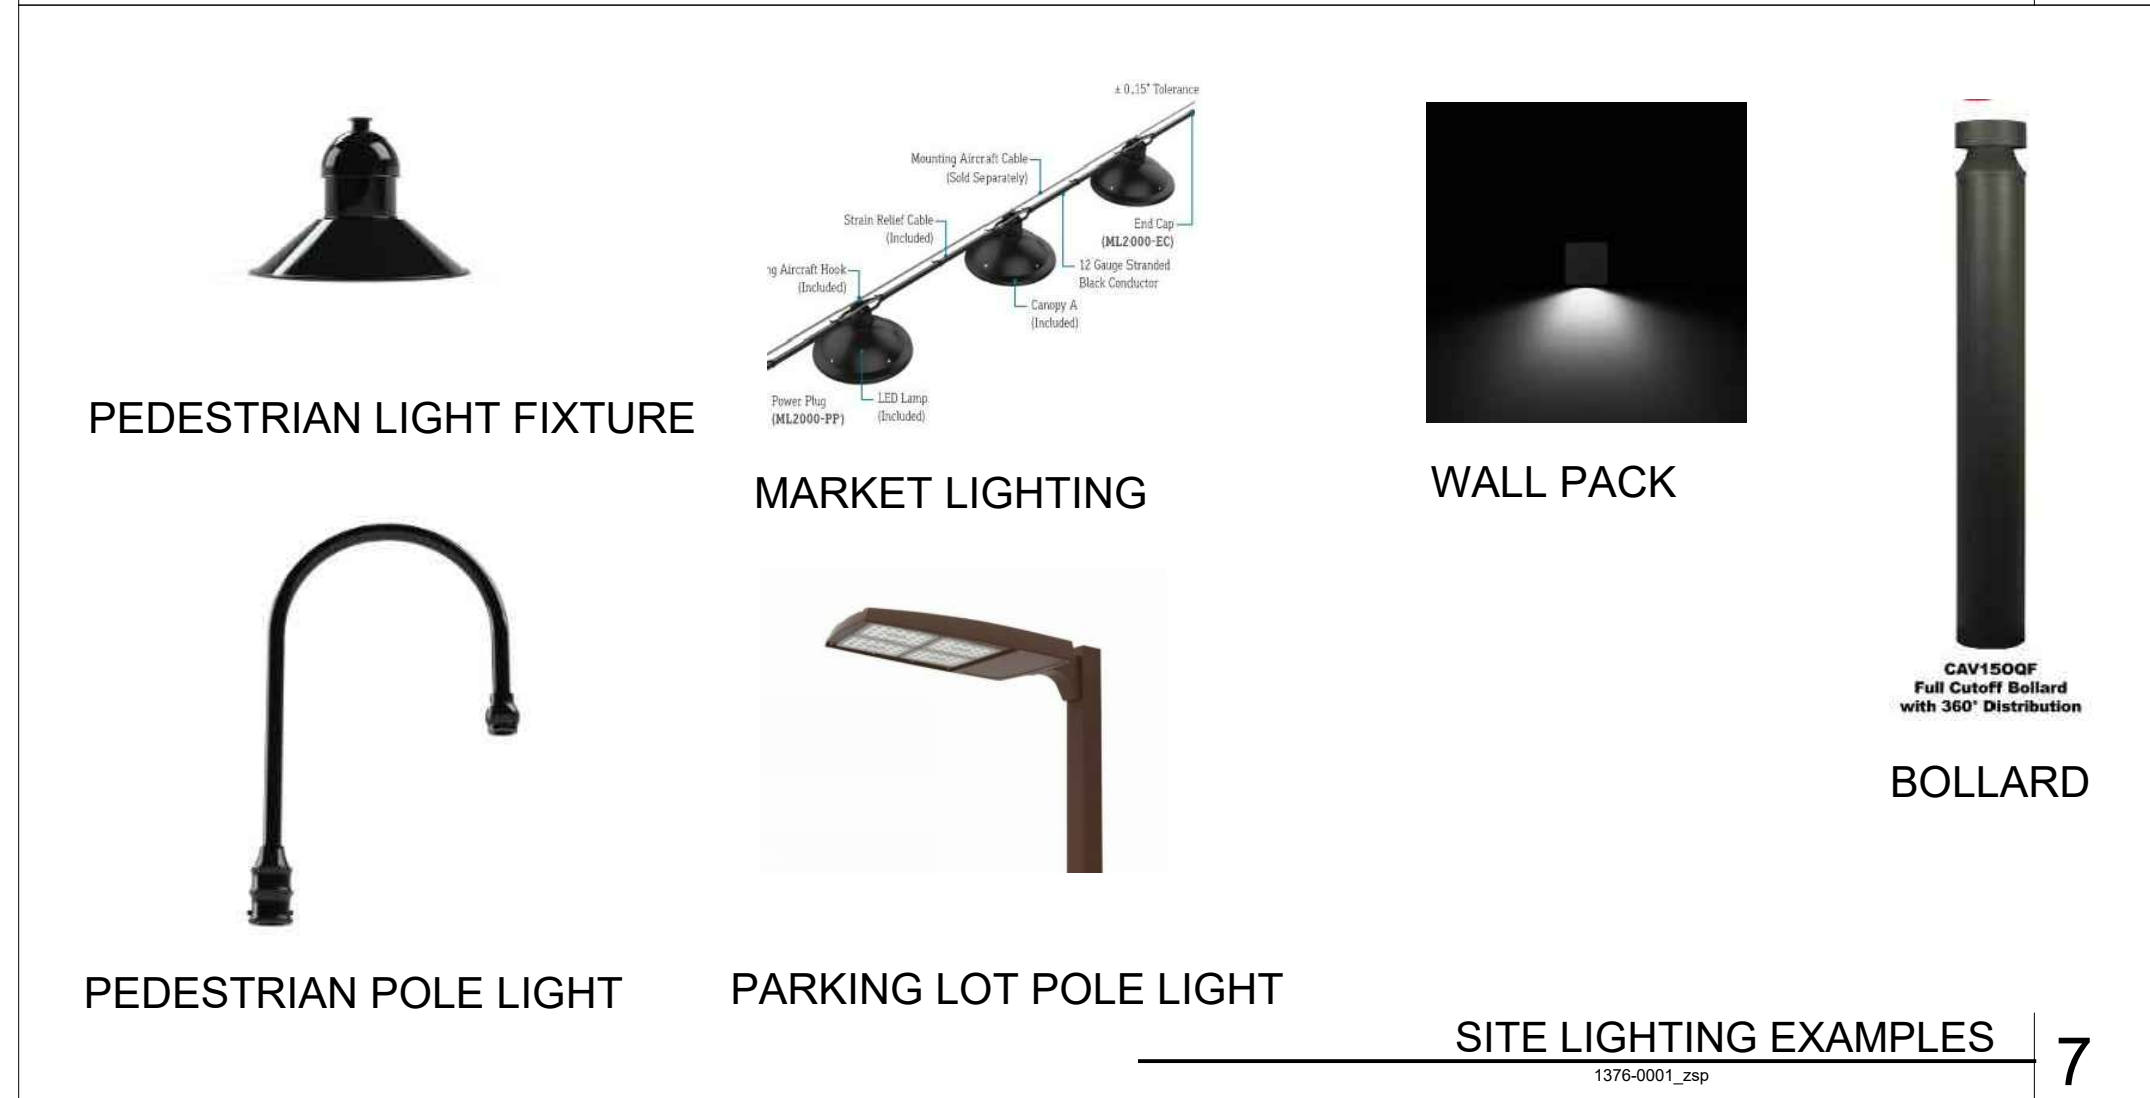 ± 0.15" Tolerance
Mounting Aircraft Cable
(Sold Separately)
Strain Relief Cable
(Included)
End Cap
(ML2000-EC)
ng Aircraft Hook
(Included)
12 Gauge Stranded
Black Conductor
Canopy A
(Included)
Power Plug
(ML2000-PP)
LED Lamp
(Included)
PEDESTRIAN LIGHT FIXTURE
MARKET LIGHTING
WALL PACK
CAV150QF
Full Cutoff Bollard
with 360° Distribution
BOLLARD
PEDESTRIAN POLE LIGHT
PARKING LOT POLE LIGHT
SITE LIGHTING EXAMPLES
1376-0001_zsp
7